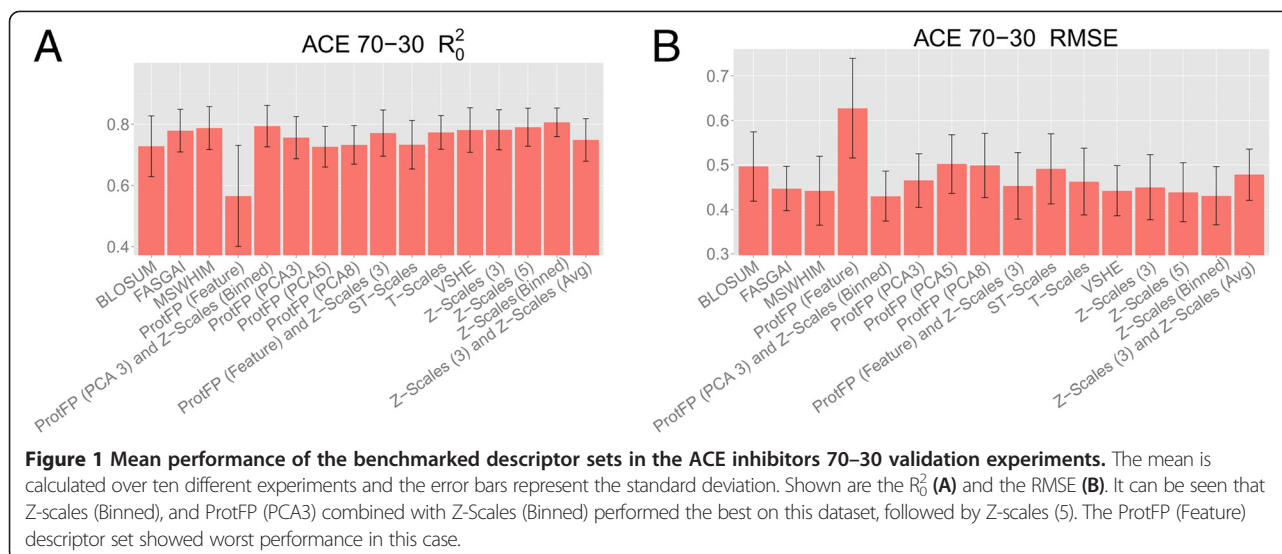 A
ACE 70−30 R₀²
0.8
0.6
0.4
BLOSUM
FASGAI
MSWHIM
ProtFP (Feature)
ProtFP (PCA 3) and Z−Scales (Binned)
ProtFP (PCA3)
ProtFP (PCA5)
ProtFP (PCA8)
ProtFP (Feature) and Z−Scales (3)
ST−Scales
T−Scales
VSHE
Z−Scales (3)
Z−Scales (5)
Z−Scales (Binned)
Z−Scales (3) and Z−Scales (Avg)
B
ACE 70−30 RMSE
0.7
0.6
0.5
0.4
0.3
BLOSUM
FASGAI
MSWHIM
ProtFP (Feature)
ProtFP (PCA 3) and Z−Scales (Binned)
ProtFP (PCA3)
ProtFP (PCA5)
ProtFP (PCA8)
ProtFP (Feature) and Z−Scales (3)
ST−Scales
T−Scales
VSHE
Z−Scales (3)
Z−Scales (5)
Z−Scales (Binned)
Z−Scales (3) and Z−Scales (Avg)
Figure 1 Mean performance of the benchmarked descriptor sets in the ACE inhibitors 70–30 validation experiments. The mean is
calculated over ten different experiments and the error bars represent the standard deviation. Shown are the R₀² (A) and the RMSE (B). It can be seen that
Z-scales (Binned), and ProtFP (PCA3) combined with Z-Scales (Binned) performed the best on this dataset, followed by Z-scales (5). The ProtFP (Feature)
descriptor set showed worst performance in this case.